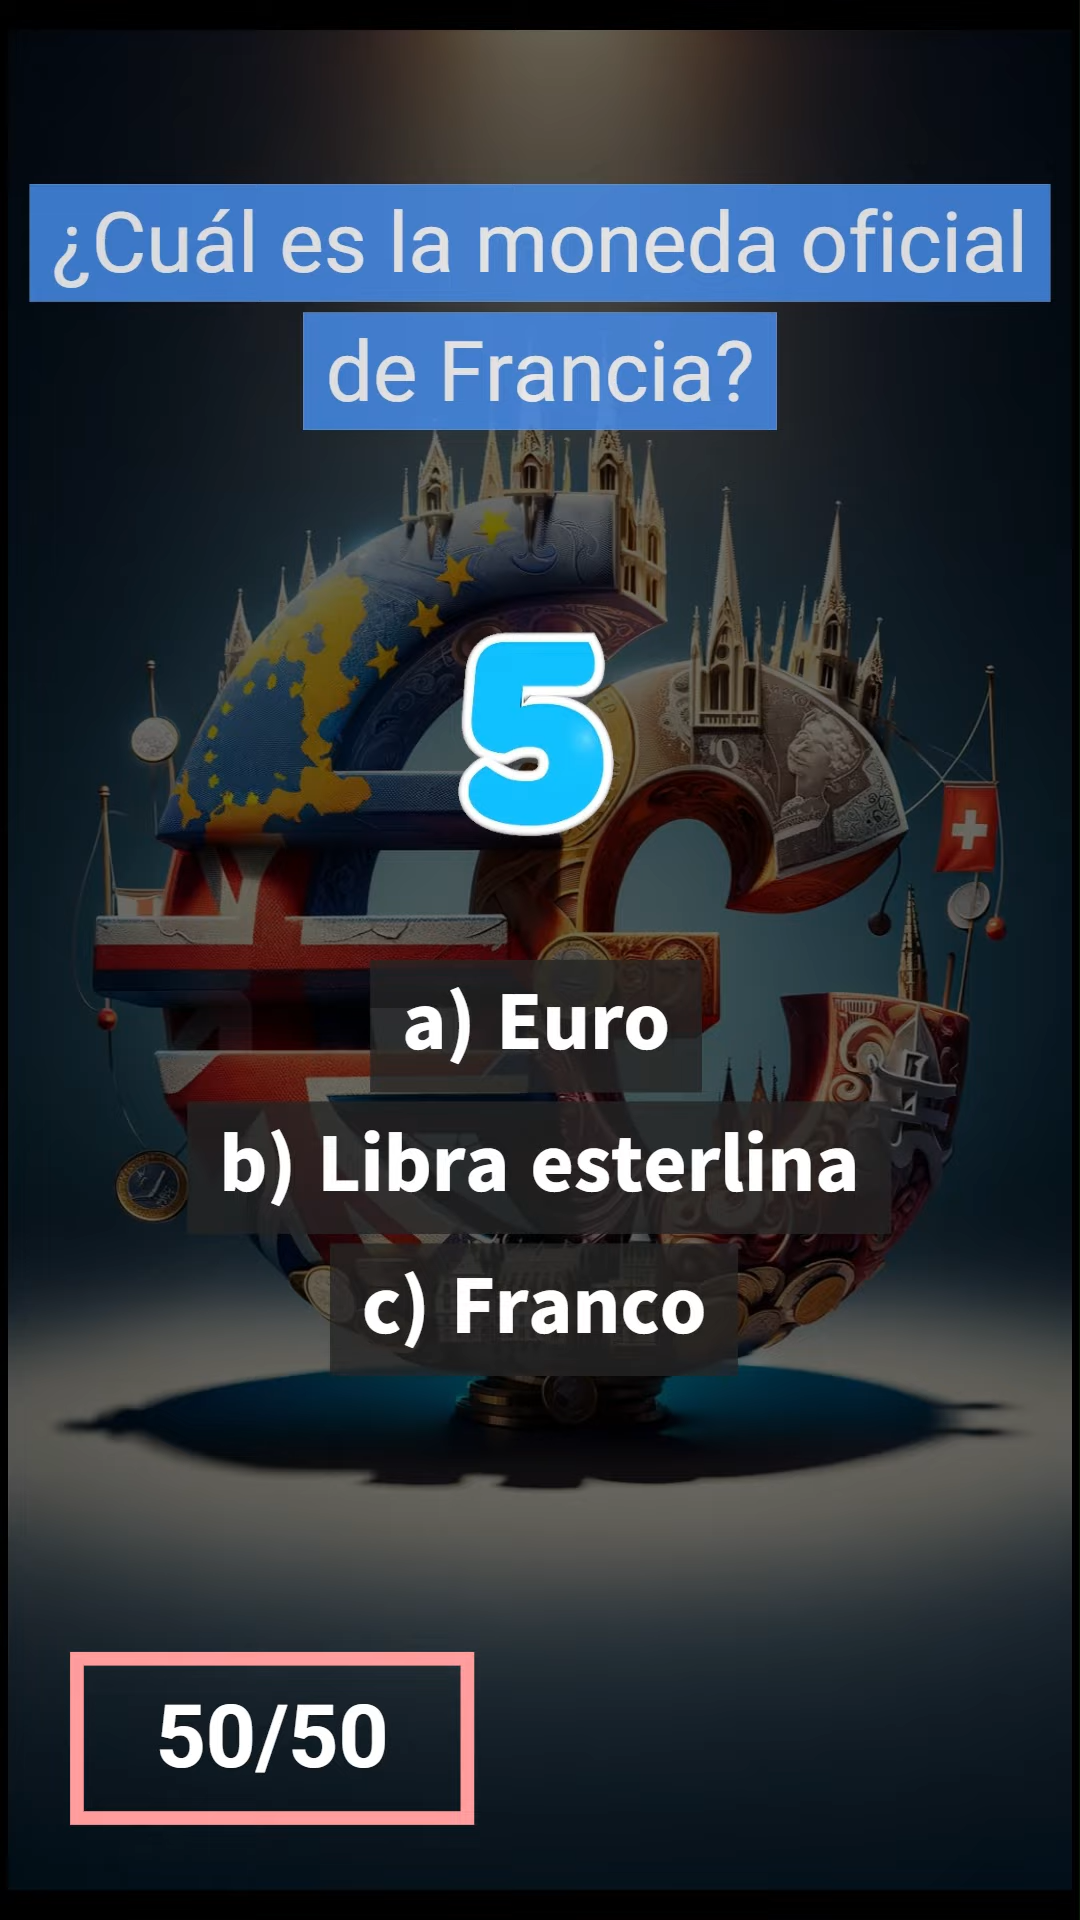 ¿Cuál es la moneda oficial
de Francia?
5
a) Euro
b) Libra esterlina
c) Franco
50/50